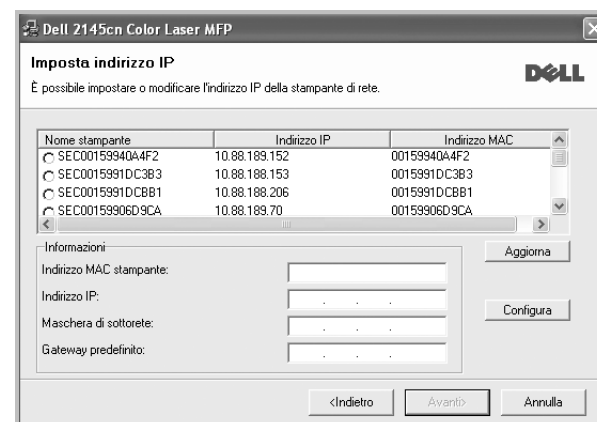 Dell 2145cn Color Laser MFP
Imposta indirizzo IP
È possibile impostare o modificare l'indirizzo IP della stampante di rete.
DELL
Nome stampante Indirizzo IP Indirizzo MAC
SEC00159940A4F2 10.88.189.152 00159940A4F2
SEC0015991DC3B3 10.88.188.153 0015991DC3B3
SEC0015991DCBB1 10.88.188.206 0015991DCBB1
SEC00159906D9CA 10.88.189.70 00159906D9CA
Informazioni
Indirizzo MAC stampante:
Indirizzo IP:
Maschera di sottorete:
Gateway predefinito:
Aggiorna
Configura
<Indietro Avanti> Annulla